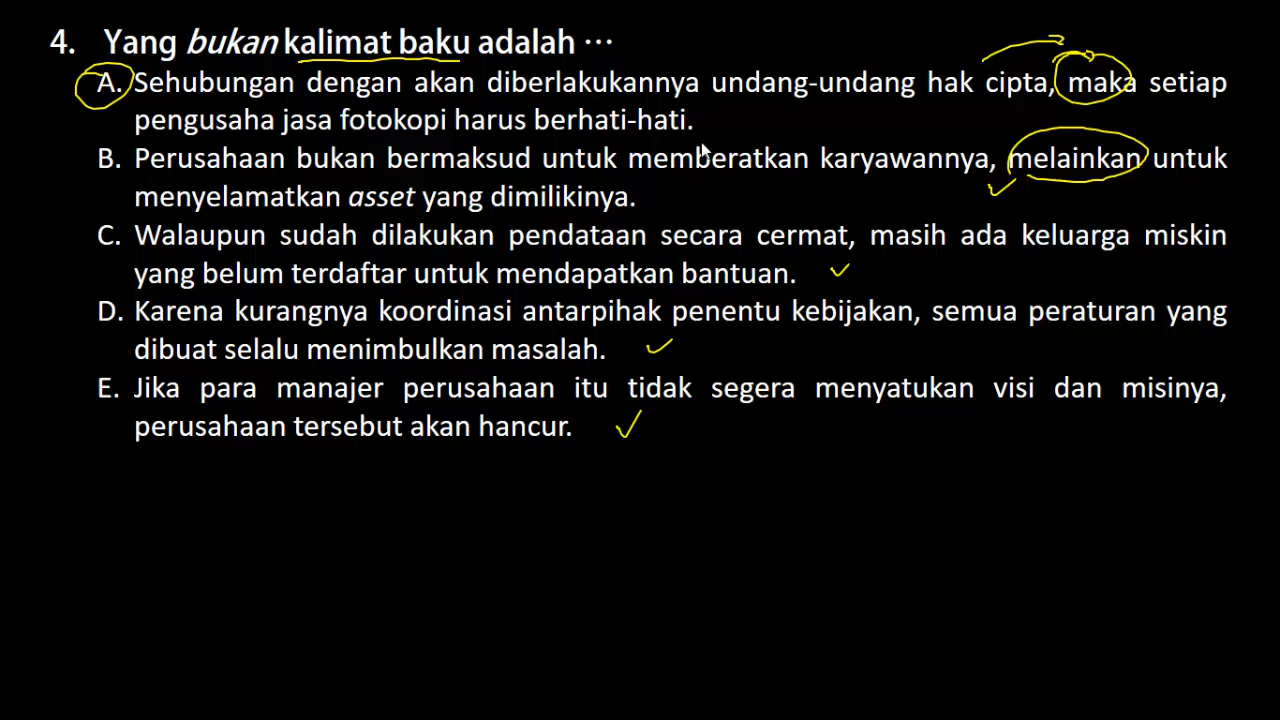 4. Yang bukan kalimat baku adalah ⋯
A. Sehubungan dengan akan diberlakukannya undang-undang hak cipta, maka setiap
pengusaha jasa fotokopi harus berhati-hati.
B. Perusahaan bukan bermaksud untuk memberatkan karyawannya, melainkan untuk
menyelamatkan asset yang dimilikinya.
C. Walaupun sudah dilakukan pendataan secara cermat, masih ada keluarga miskin
yang belum terdaftar untuk mendapatkan bantuan.
D. Karena kurangnya koordinasi antarpihak penentu kebijakan, semua peraturan yang
dibuat selalu menimbulkan masalah.
E. Jika para manajer perusahaan itu tidak segera menyatukan visi dan misinya,
perusahaan tersebut akan hancur.